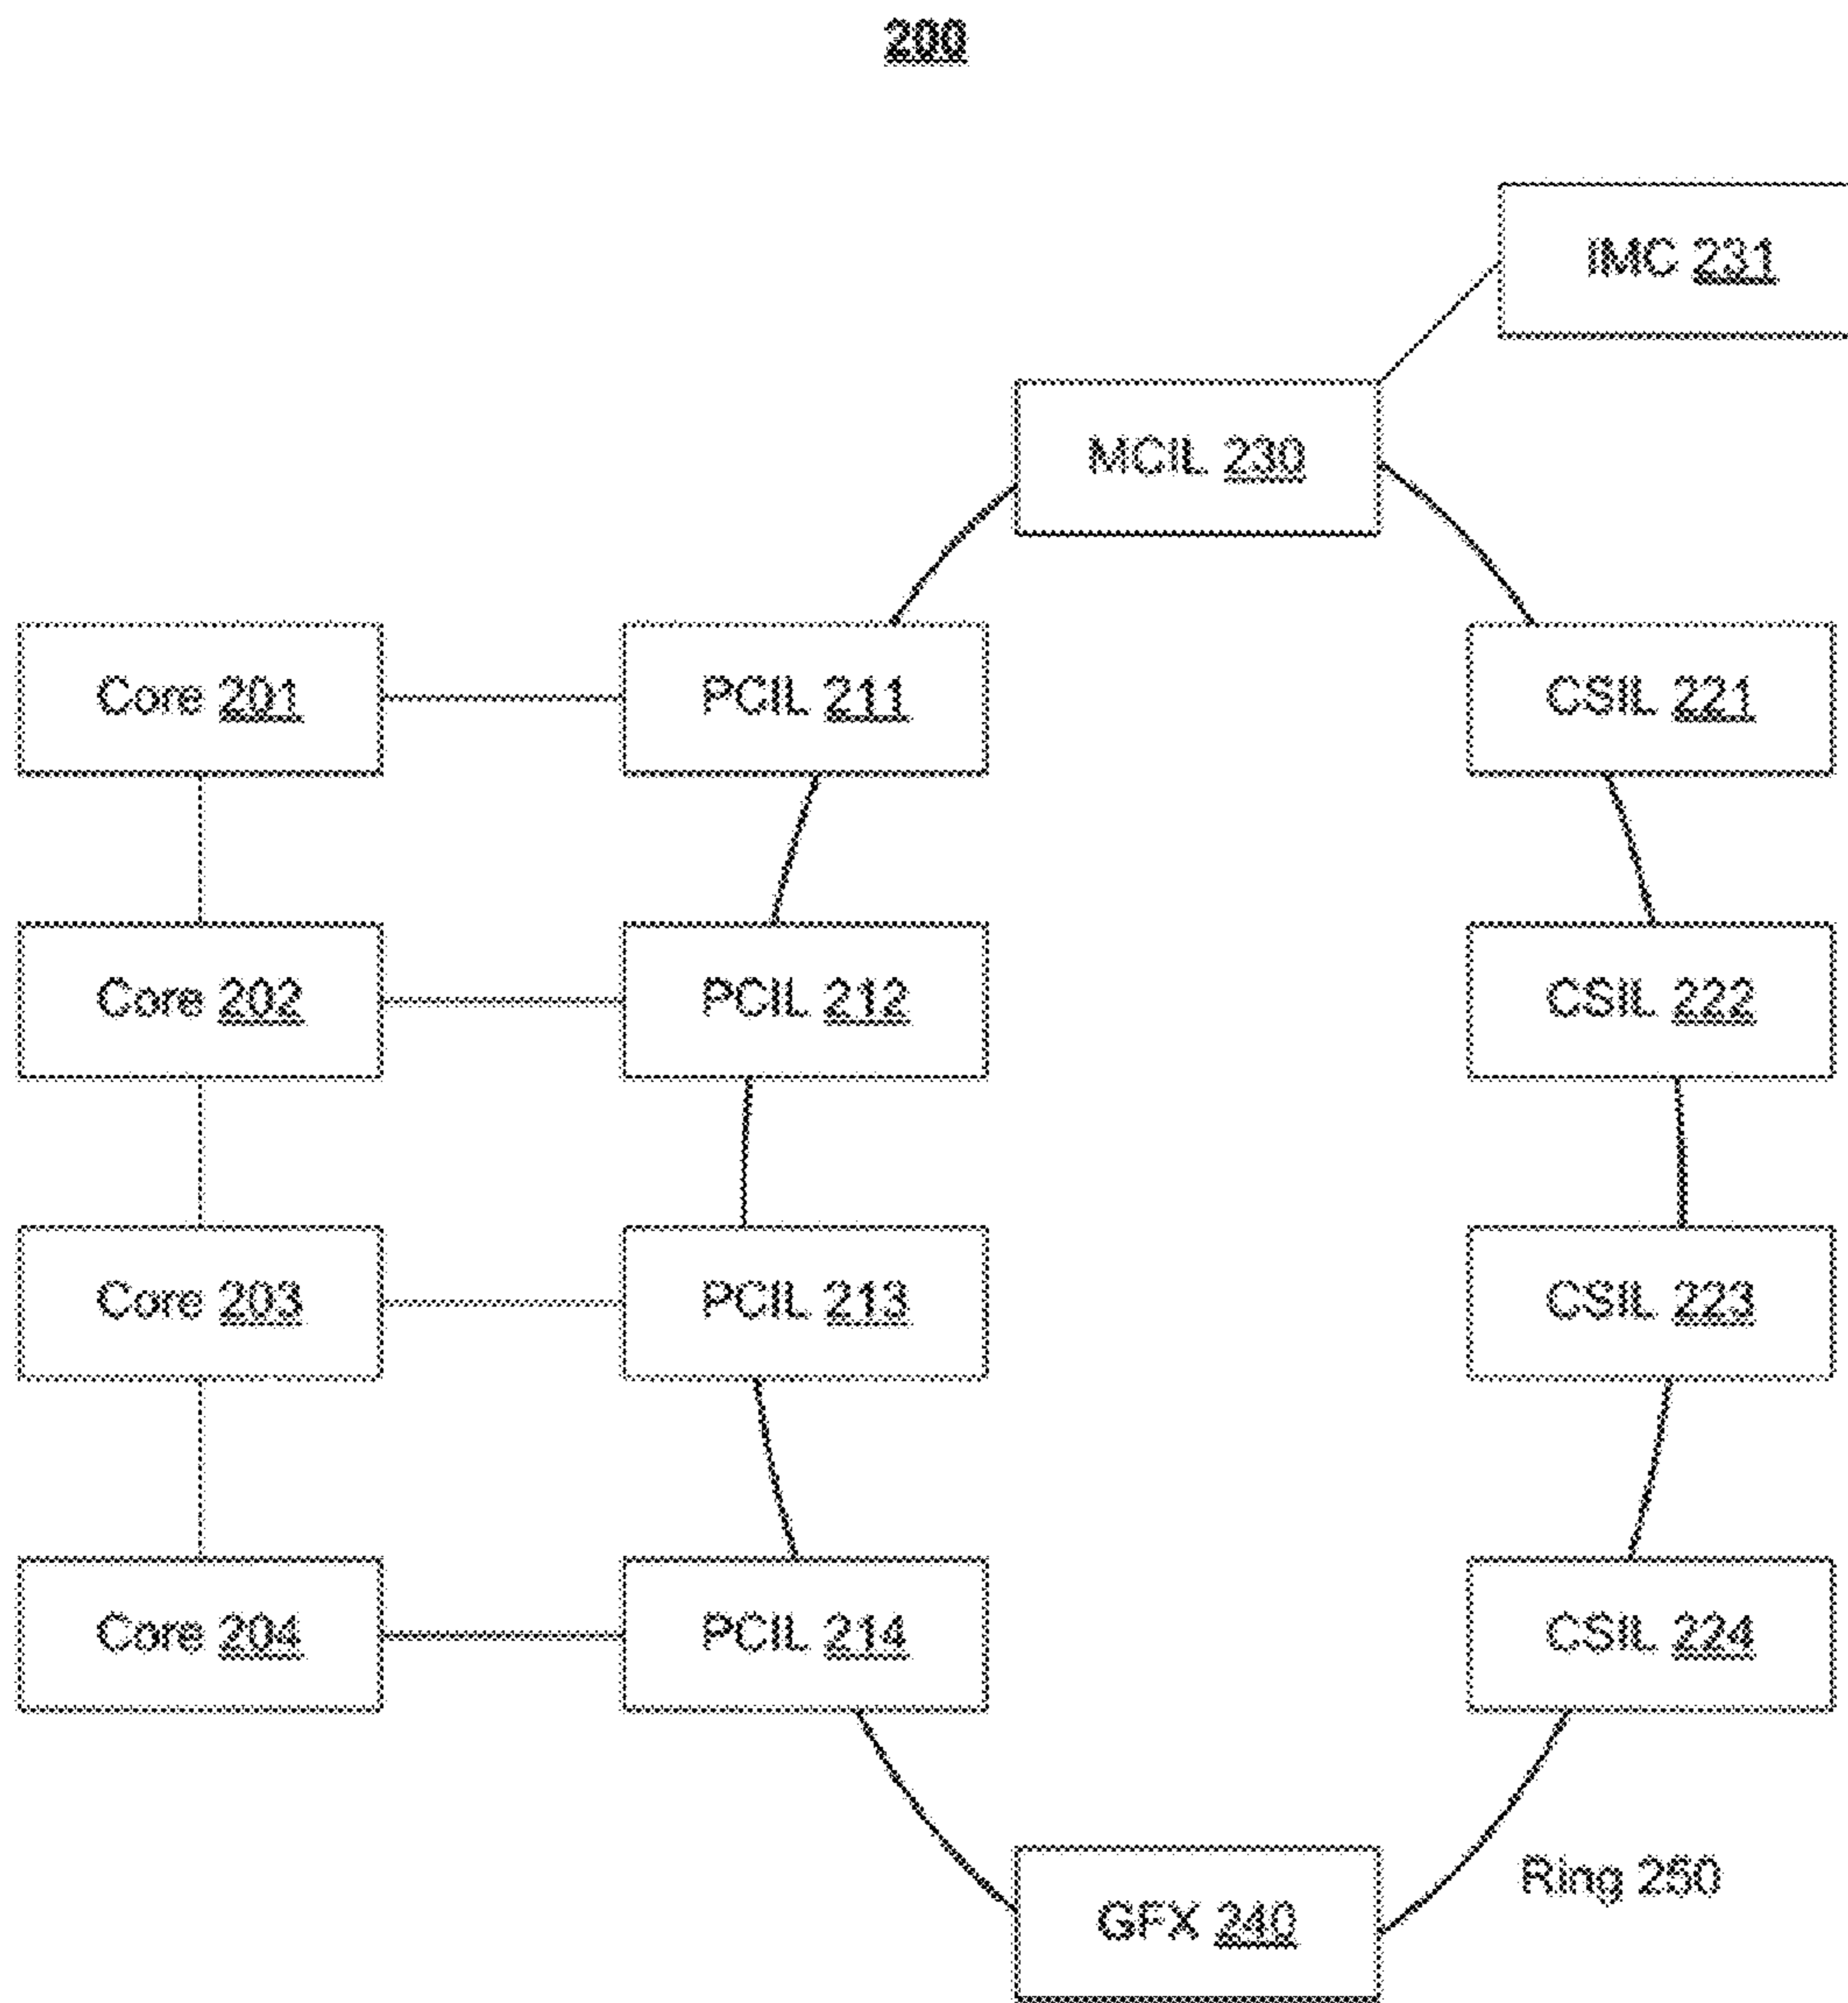 200
IMC 231
MCIL 230
Core 201 PCIL 211 CSIL 221
Core 202 PCIL 212 CSIL 222
Core 203 PCIL 213 CSIL 223
Core 204 PCIL 214 CSIL 224
Ring 250
GFX 240